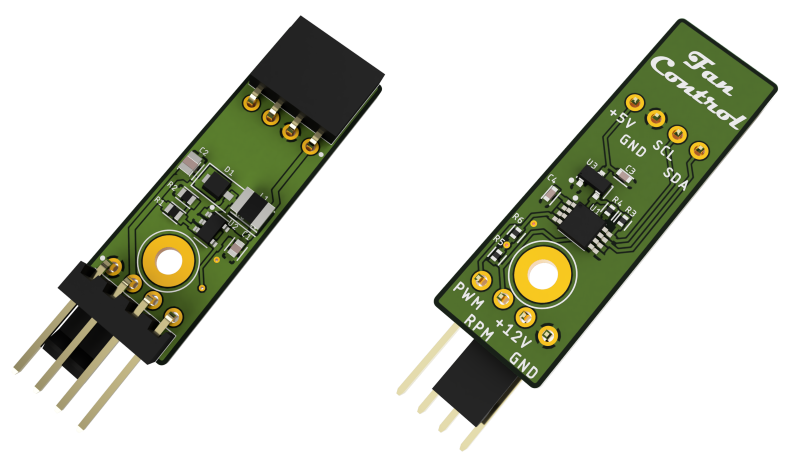 C2
D1
R2
R1
U2
C1
Fan
Control
+5V
GND
SCL
SDA
U3
C3
C4
R4
R3
U1
R6
R5
PWM
RPM
+12V
GND